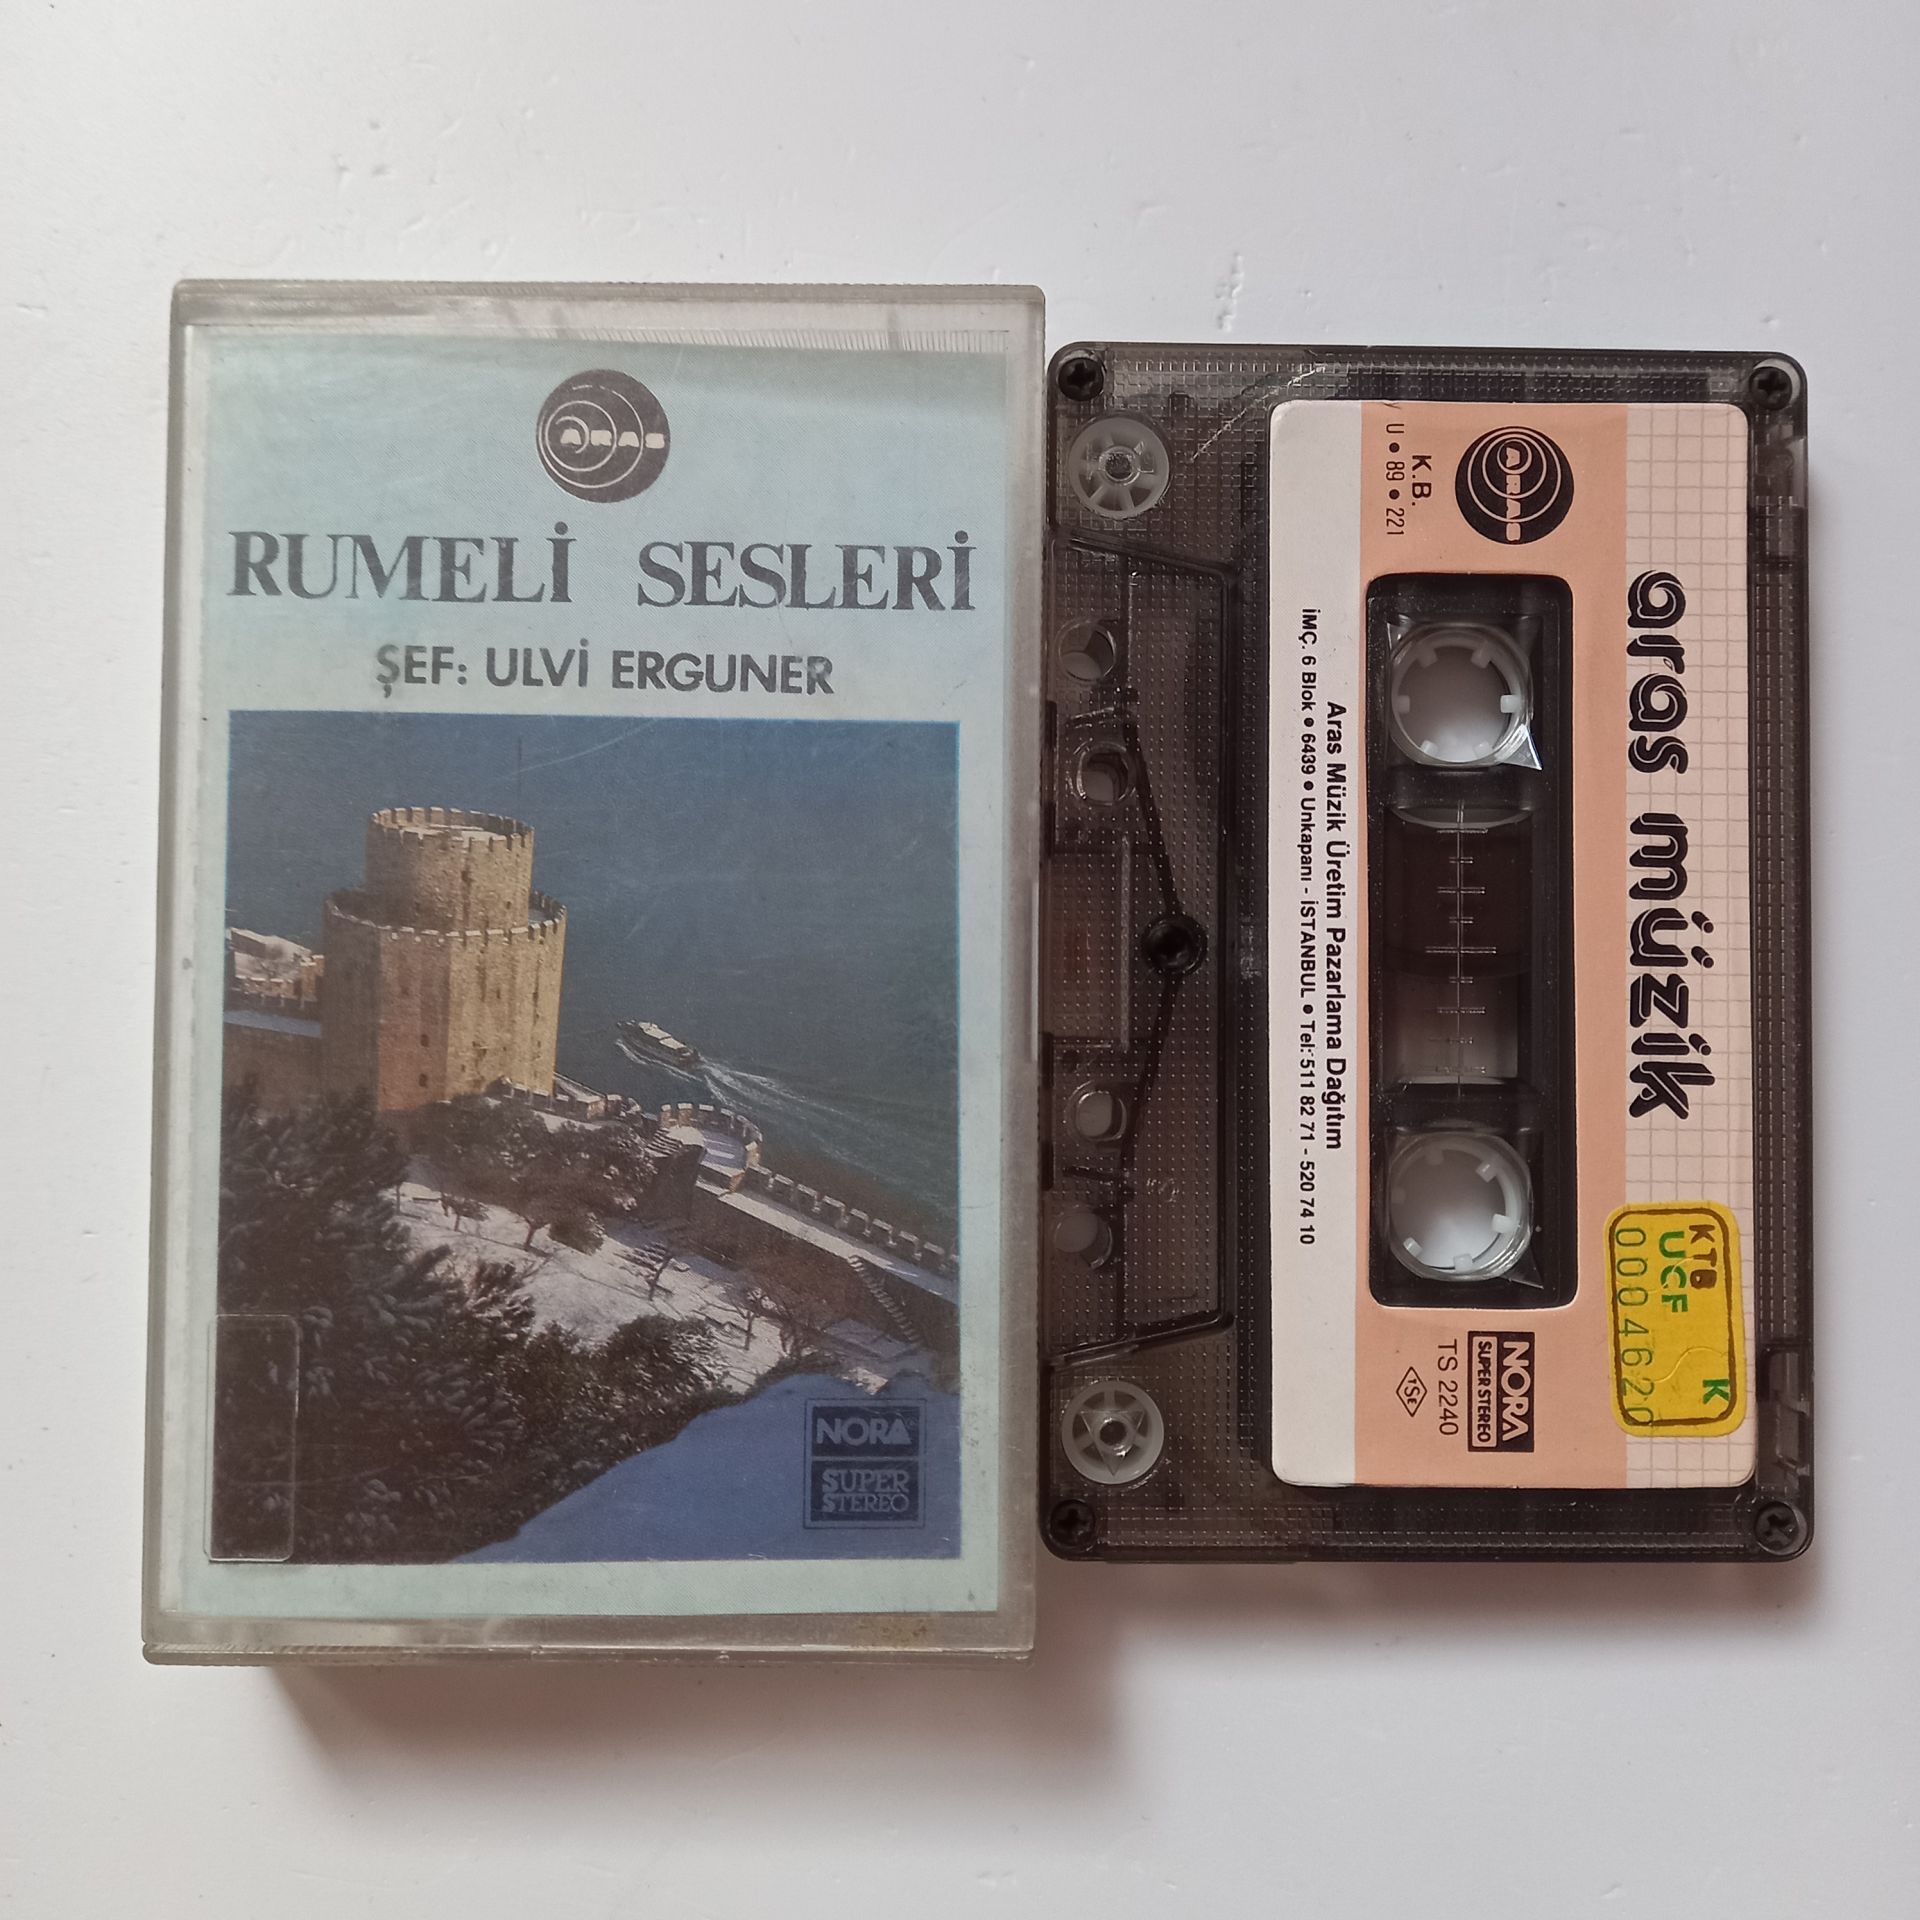 ARAS
RUMELİ SESLERİ
ŞEF: ULVİ ERGUNER
NORA
SUPER
STEREO
aras müzik
ARAS
K.B.
U • 89 • 221
NORA
SUPER STEREO
TS 2240
TSE
Aras Müzik Üretim Pazarlama Dağıtım
İMÇ. 6 Blok • 6439 • Unkapanı - İSTANBUL • Tel: 511 82 71 - 520 74 10
KTB
UCF K
0004620